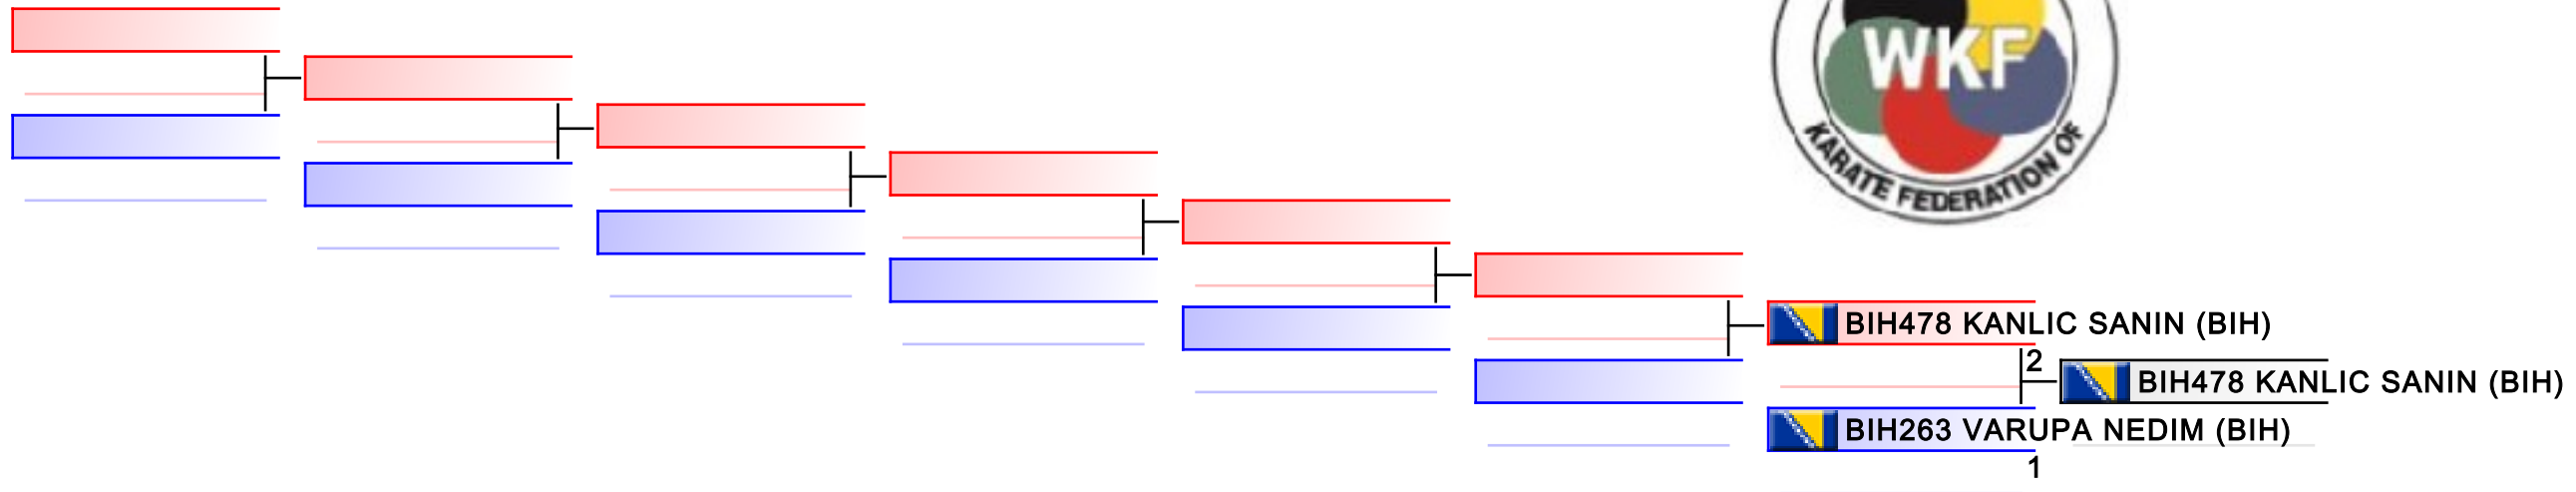 WKF
KARATE FEDERATION OF
BIH478 KANLIC SANIN (BIH)
2
BIH478 KANLIC SANIN (BIH)
BIH263 VARUPA NEDIM (BIH)
1